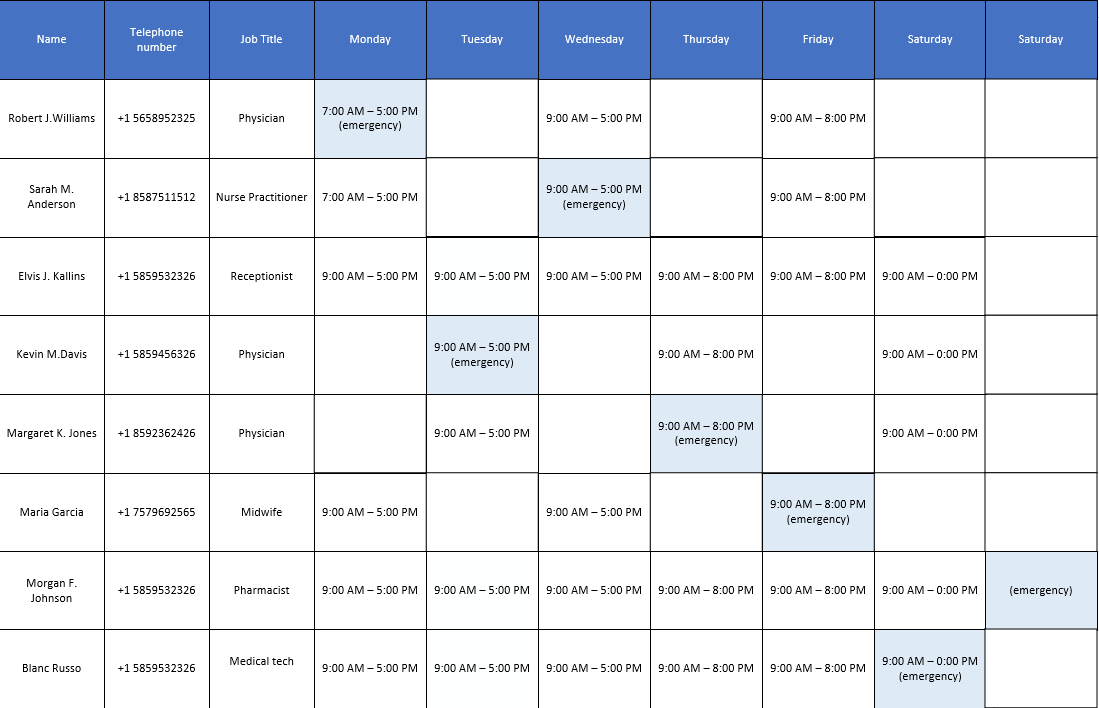 Name Telephone number Job Title Monday Tuesday Wednesday Thursday Friday Saturday Saturday
Robert J.Williams +1 5658952325 Physician 7:00 AM – 5:00 PM (emergency) 9:00 AM – 5:00 PM 9:00 AM – 8:00 PM
Sarah M. Anderson +1 8587511512 Nurse Practitioner 7:00 AM – 5:00 PM 9:00 AM – 5:00 PM (emergency) 9:00 AM – 8:00 PM
Elvis J. Kallins +1 5859532326 Receptionist 9:00 AM – 5:00 PM 9:00 AM – 5:00 PM 9:00 AM – 5:00 PM 9:00 AM – 8:00 PM 9:00 AM – 8:00 PM 9:00 AM – 0:00 PM
Kevin M.Davis +1 5859456326 Physician 9:00 AM – 5:00 PM (emergency) 9:00 AM – 8:00 PM 9:00 AM – 0:00 PM
Margaret K. Jones +1 8592362426 Physician 9:00 AM – 5:00 PM 9:00 AM – 8:00 PM (emergency) 9:00 AM – 0:00 PM
Maria Garcia +1 7579692565 Midwife 9:00 AM – 5:00 PM 9:00 AM – 5:00 PM 9:00 AM – 8:00 PM (emergency)
Morgan F. Johnson +1 5859532326 Pharmacist 9:00 AM – 5:00 PM 9:00 AM – 5:00 PM 9:00 AM – 5:00 PM 9:00 AM – 8:00 PM 9:00 AM – 8:00 PM 9:00 AM – 0:00 PM (emergency)
Blanc Russo +1 5859532326 Medical tech 9:00 AM – 5:00 PM 9:00 AM – 5:00 PM 9:00 AM – 5:00 PM 9:00 AM – 8:00 PM 9:00 AM – 8:00 PM 9:00 AM – 0:00 PM (emergency)